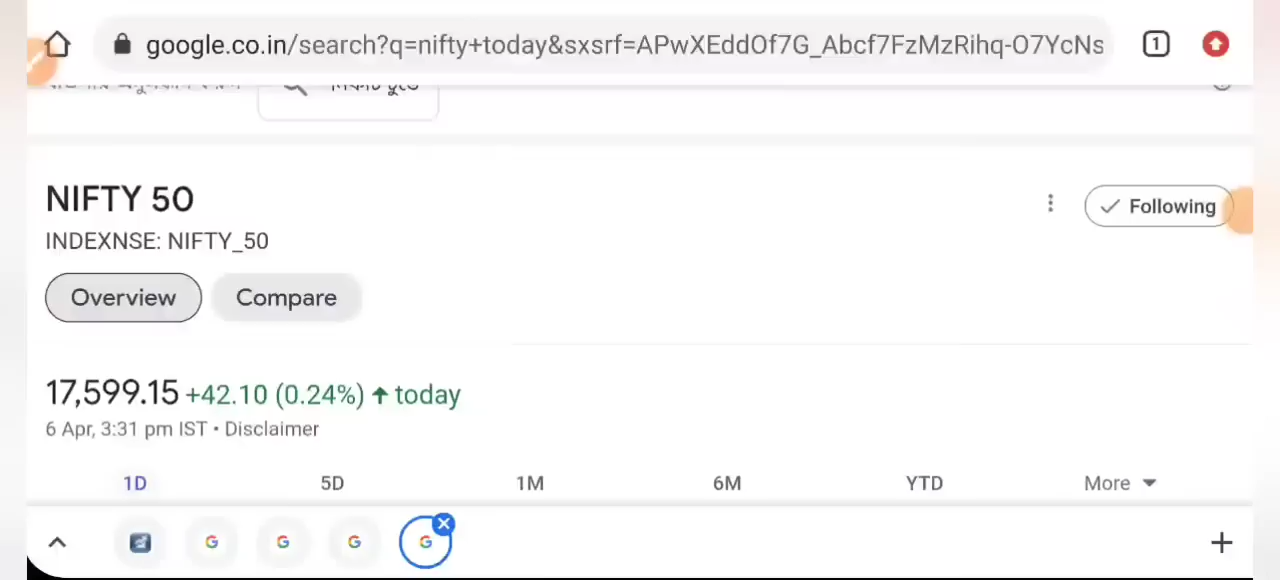 google.co.in/search?q=nifty+today&sxsrf=APwXEddOf7G_Abcf7FzMzRihq-O7YcNs
1
NIFTY 50
Following
INDEXNSE: NIFTY_50
Overview
Compare
17,599.15 +42.10 (0.24%) ↑ today
6 Apr, 3:31 pm IST • Disclaimer
1D
5D
1M
6M
YTD
More